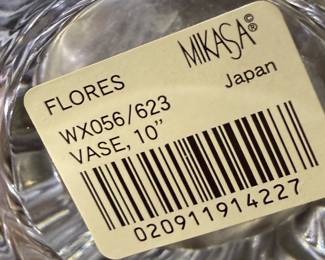 MIKASA©®
FLORES
Japan
WX056/623
VASE, 10"
020911914227